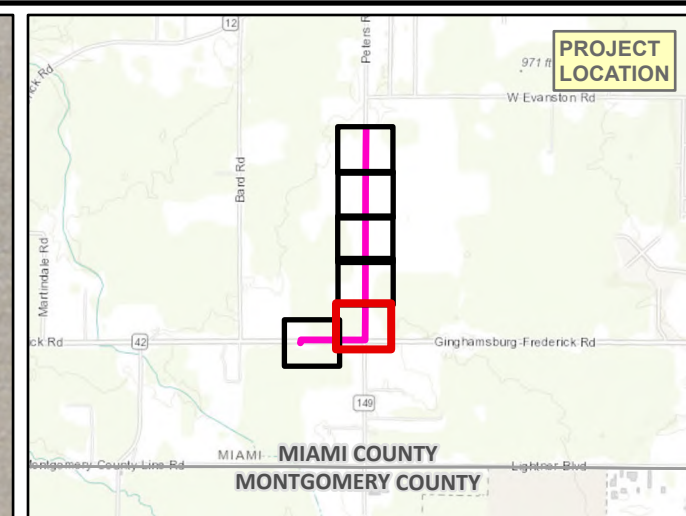 12
Peters R
PROJECT
LOCATION
971 ft
W Evanston Rd
ick Rd
Bard Rd
Martindale Rd
ck Rd
42
Ginghamsburg-Frederick Rd
149
MIAMI
MIAMI COUNTY
ontgomery County Line Rd
Lightner Blvd
MONTGOMERY COUNTY